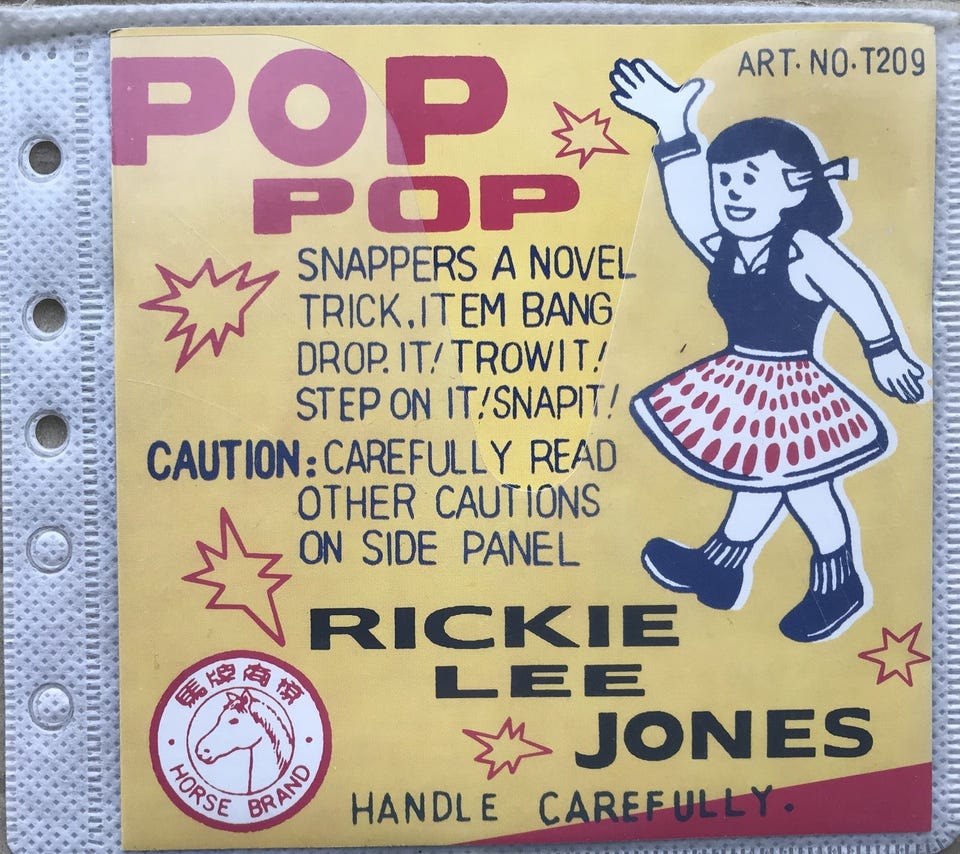 POP
ART. NO. T209
POP
SNAPPERS A NOVEL
TRICK.ITEM BANG
DROP. IT! TROWIT!
STEP ON IT! SNAPIT!
CAUTION: CAREFULLY READ
OTHER CAUTIONS
ON SIDE PANEL
RICKIE
LEE
JONES
馬牌商標
HORSE BRAND
HANDLE CAREFULLY.